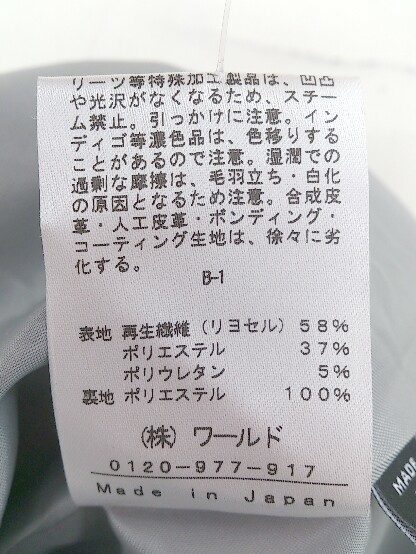 リーツ等特殊加工製品は、凹凸
や光沢がなくなるため、スチー
ム禁止。引っかけに注意。イン
ディゴ等濃色品は、色移りする
ことがあるので注意。湿潤での
過剰な摩擦は、毛羽立ち・白化
の原因となるため注意。合成皮
革・人工皮革・ボンディング・
コーティング生地は、徐々に劣
化する。
B-1
表地 再生繊維(リヨセル) 58%
ポリエステル 37%
ポリウレタン 5%
裏地 ポリエステル 100%
(株)ワールド
0120-977-917
Made in Japan
MADE